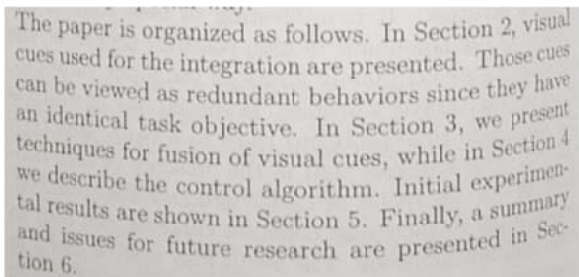 The paper is organized as follows. In Section 2, visual
cues used for the integration are presented. Those cues
can be viewed as redundant behaviors since they have
an identical task objective. In Section 3, we present
techniques for fusion of visual cues, while in Section 4
we describe the control algorithm. Initial experimen-
tal results are shown in Section 5. Finally, a summary
and issues for future research are presented in Sec-
tion 6.